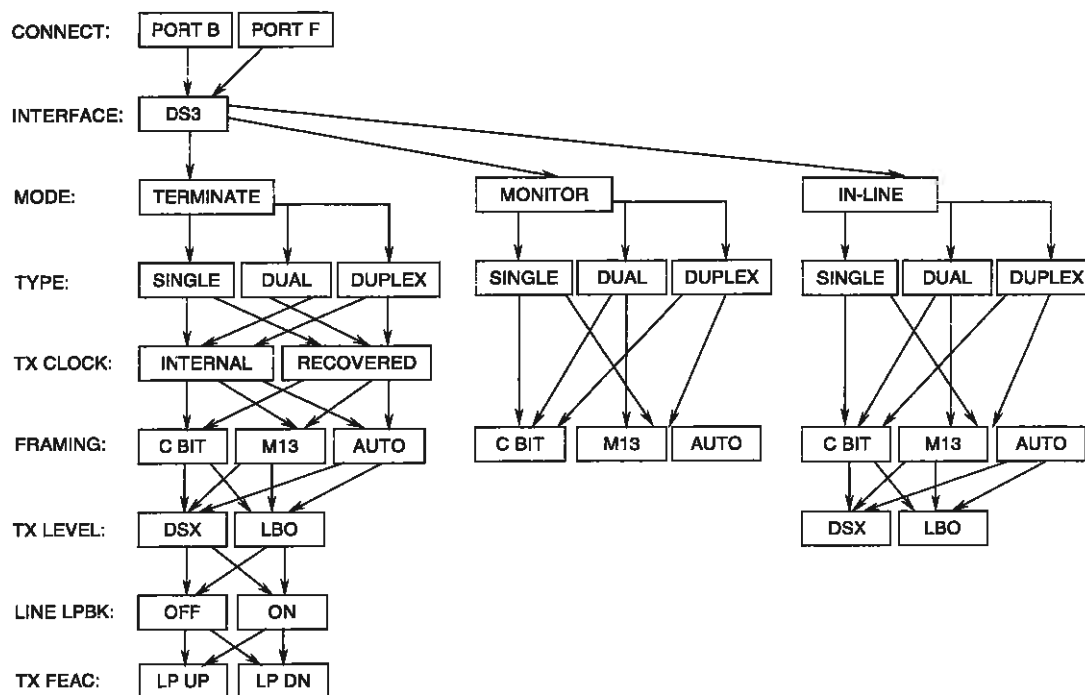 CONNECT: PORT B PORT F
INTERFACE: DS3
MODE: TERMINATE MONITOR IN-LINE
TYPE: SINGLE DUAL DUPLEX SINGLE DUAL DUPLEX SINGLE DUAL DUPLEX
TX CLOCK: INTERNAL RECOVERED
FRAMING: C BIT M13 AUTO C BIT M13 AUTO C BIT M13 AUTO
TX LEVEL: DSX LBO DSX LBO
LINE LPBK: OFF ON
TX FEAC: LP UP LP DN